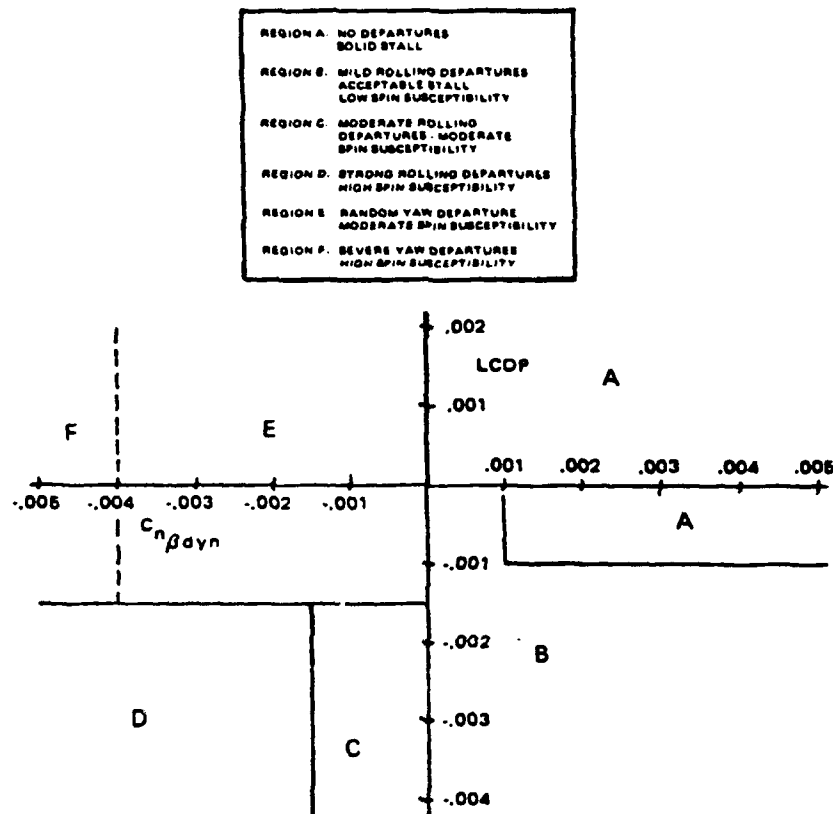 REGION A. NO DEPARTURES
SOLID STALL
REGION B. MILD ROLLING DEPARTURES
ACCEPTABLE STALL
LOW SPIN SUSCEPTIBILITY
REGION C. MODERATE ROLLING
DEPARTURES - MODERATE
SPIN SUSCEPTIBILITY
REGION D. STRONG ROLLING DEPARTURES
HIGH SPIN SUSCEPTIBILITY
REGION E RANDOM YAW DEPARTURE
MODERATE SPIN SUSCEPTIBILITY
REGION F. SEVERE YAW DEPARTURES
HIGH SPIN SUSCEPTIBILITY
.002
LCDP
A
.001
F
E
.001 .002 .003 .004 .005
-.005 -.004 -.003 -.002 -.001
Cnβdyn
A
-.001
-.002
B
D
-.003
C
-.004